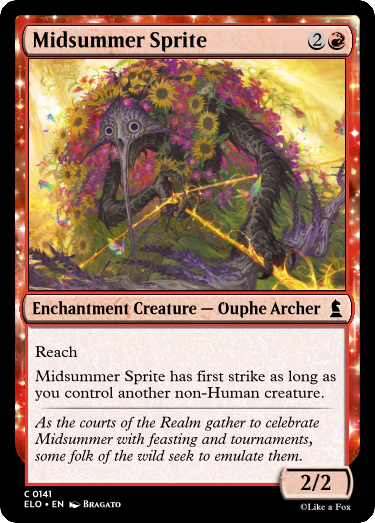 Midsummer Sprite 2
Enchantment Creature — Ouphe Archer
Reach
Midsummer Sprite has first strike as long as
you control another non-Human creature.
As the courts of the Realm gather to celebrate
Midsummer with feasting and tournaments,
some folk of the wild seek to emulate them.
2/2
C 0141
ELO • EN Bragato
©Like a Fox